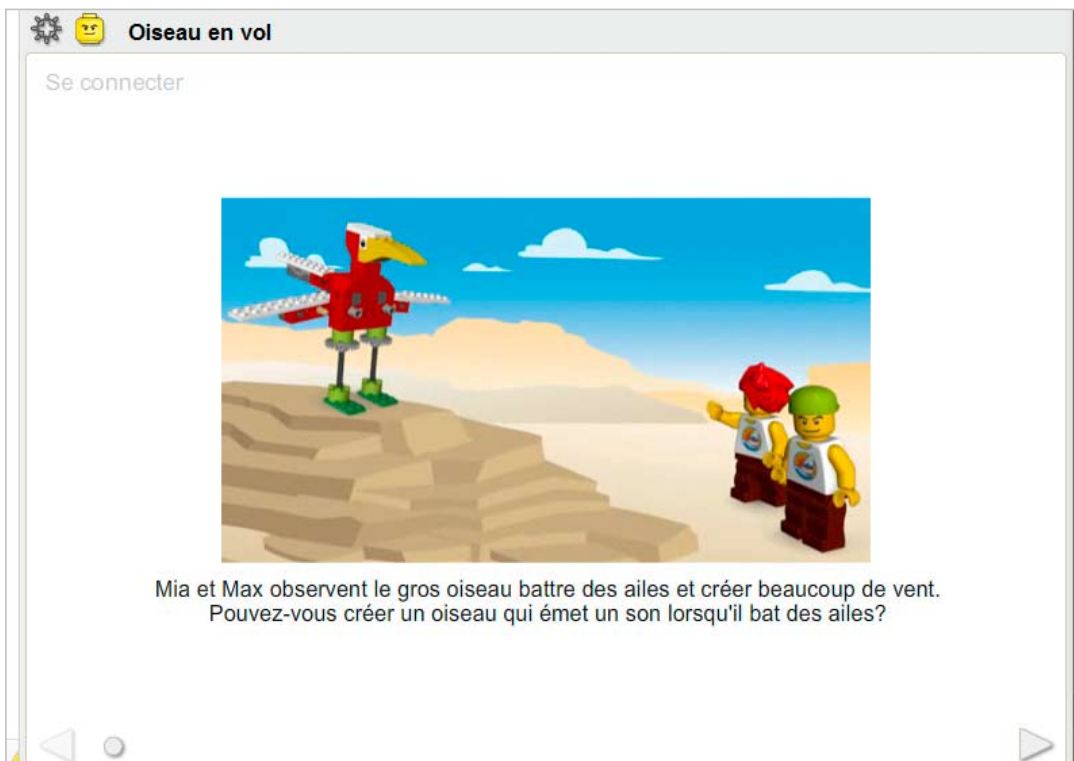 Oiseau en vol
Se connecter
Mia et Max observent le gros oiseau battre des ailes et créer beaucoup de vent.
Pouvez-vous créer un oiseau qui émet un son lorsqu'il bat des ailes?